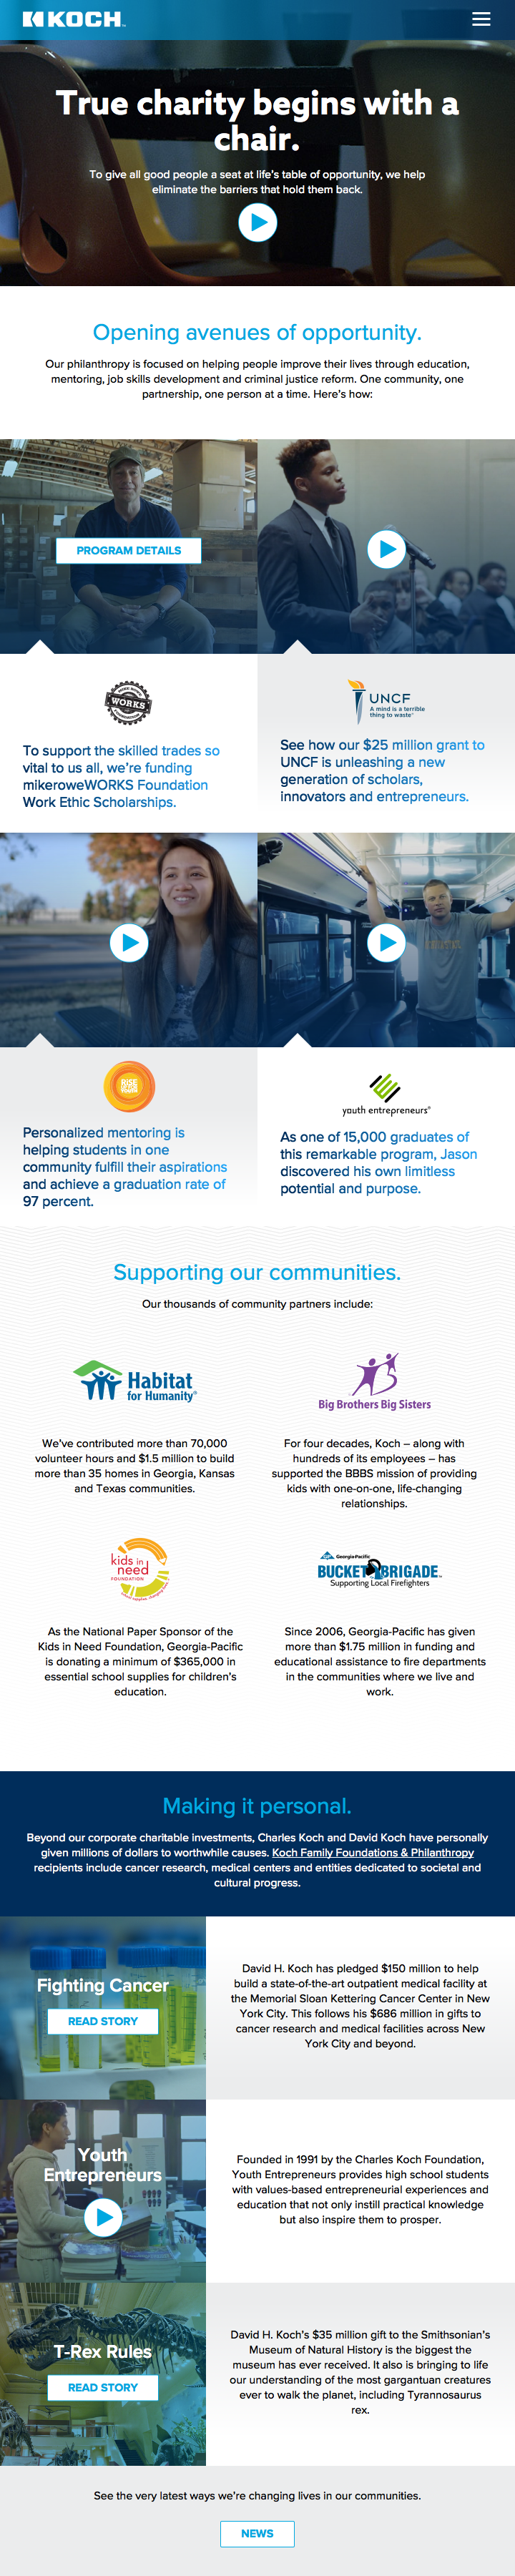 KOCH
True charity begins with a
chair.
To give all good people a seat at life's table of opportunity, we help
eliminate the barriers that hold them back.
Opening avenues of opportunity.
Our philanthropy is focused on helping people improve their lives through education,
mentoring, job skills development and criminal justice reform. One community, one
partnership, one person at a time. Here's how:
PROGRAM DETAILS
WORKS
To support the skilled trades so
vital to us all, we're funding
mikeroweWORKS Foundation
Work Ethic Scholarships.
UNCF
A mind is a terrible
thing to waste®
See how our $25 million grant to
UNCF is unleashing a new
generation of scholars,
innovators and entrepreneurs.
RISE
UP FOR
YOUTH
Personalized mentoring is
helping students in one
community fulfill their aspirations
and achieve a graduation rate of
97 percent.
youth entrepreneurs®
As one of 15,000 graduates of
this remarkable program, Jason
discovered his own limitless
potential and purpose.
Supporting our communities.
Our thousands of community partners include:
Habitat
for Humanity®
We've contributed more than 70,000
volunteer hours and $1.5 million to build
more than 35 homes in Georgia, Kansas
and Texas communities.
Big Brothers Big Sisters
For four decades, Koch – along with
hundreds of its employees – has
supported the BBBS mission of providing
kids with one-on-one, life-changing
relationships.
kids in
need
FOUNDATION
As the National Paper Sponsor of the
Kids in Need Foundation, Georgia-Pacific
is donating a minimum of $365,000 in
essential school supplies for children's
education.
Georgia-Pacific
BUCKET BRIGADE™
Supporting Local Firefighters
Since 2006, Georgia-Pacific has given
more than $1.75 million in funding and
educational assistance to fire departments
in the communities where we live and
work.
Making it personal.
Beyond our corporate charitable investments, Charles Koch and David Koch have personally
given millions of dollars to worthwhile causes. Koch Family Foundations & Philanthropy
recipients include cancer research, medical centers and entities dedicated to societal and
cultural progress.
Fighting Cancer
READ STORY
David H. Koch has pledged $150 million to help
build a state-of-the-art outpatient medical facility at
the Memorial Sloan Kettering Cancer Center in New
York City. This follows his $686 million in gifts to
cancer research and medical facilities across New
York City and beyond.
Youth
Entrepreneurs
Founded in 1991 by the Charles Koch Foundation,
Youth Entrepreneurs provides high school students
with values-based entrepreneurial experiences and
education that not only instill practical knowledge
but also inspire them to prosper.
T-Rex Rules
READ STORY
David H. Koch's $35 million gift to the Smithsonian's
Museum of Natural History is the biggest the
museum has ever received. It also is bringing to life
our understanding of the most gargantuan creatures
ever to walk the planet, including Tyrannosaurus
rex.
See the very latest ways we're changing lives in our communities.
NEWS